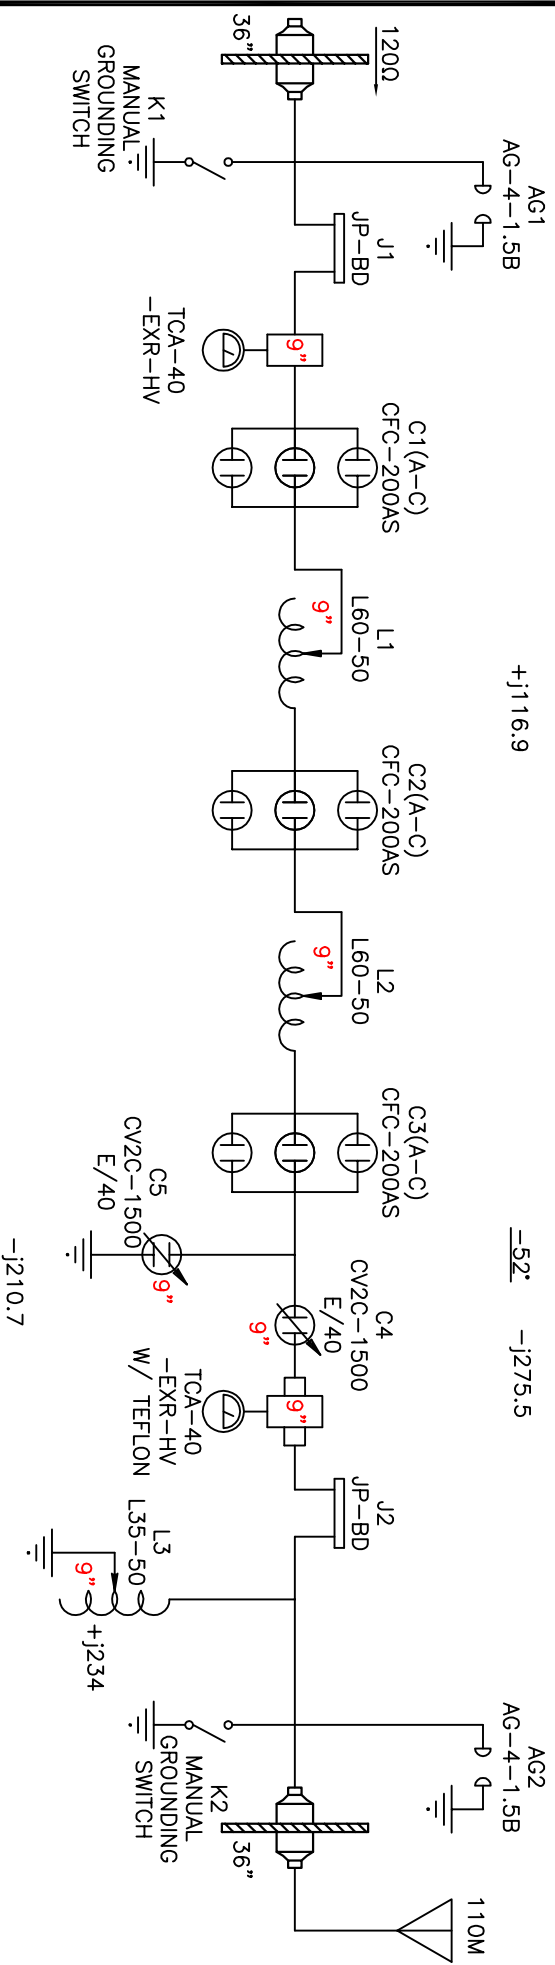 120Ω
36”
K1
MANUAL
GROUNDING
SWITCH
AG1
AG-4-1.5B
J1
JP-BD
9”
TCA-40
-EXR-HV
C1(A-C)
CFC-200AS
L1
L60-50
9”
+j116.9
C2(A-C)
CFC-200AS
L2
L60-50
9”
C3(A-C)
CFC-200AS
C5
CV2C-1500
E/40
9”
-j210.7
-52°
-j275.5
C4
CV2C-1500
E/40
9”
9”
TCA-40
-EXR-HV
W/ TEFLON
J2
JP-BD
L3
L35-50
9”
+j234
AG2
AG-4-1.5B
K2
MANUAL
GROUNDING
SWITCH
36”
110M